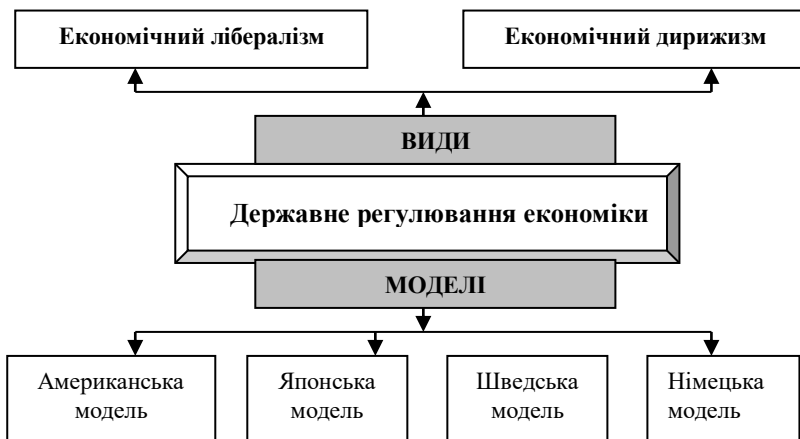 Економічний лібералізм
Економічний дирижизм
ВИДИ
Державне регулювання економіки
МОДЕЛІ
Американська
модель
Японська
модель
Шведська
модель
Німецька
модель